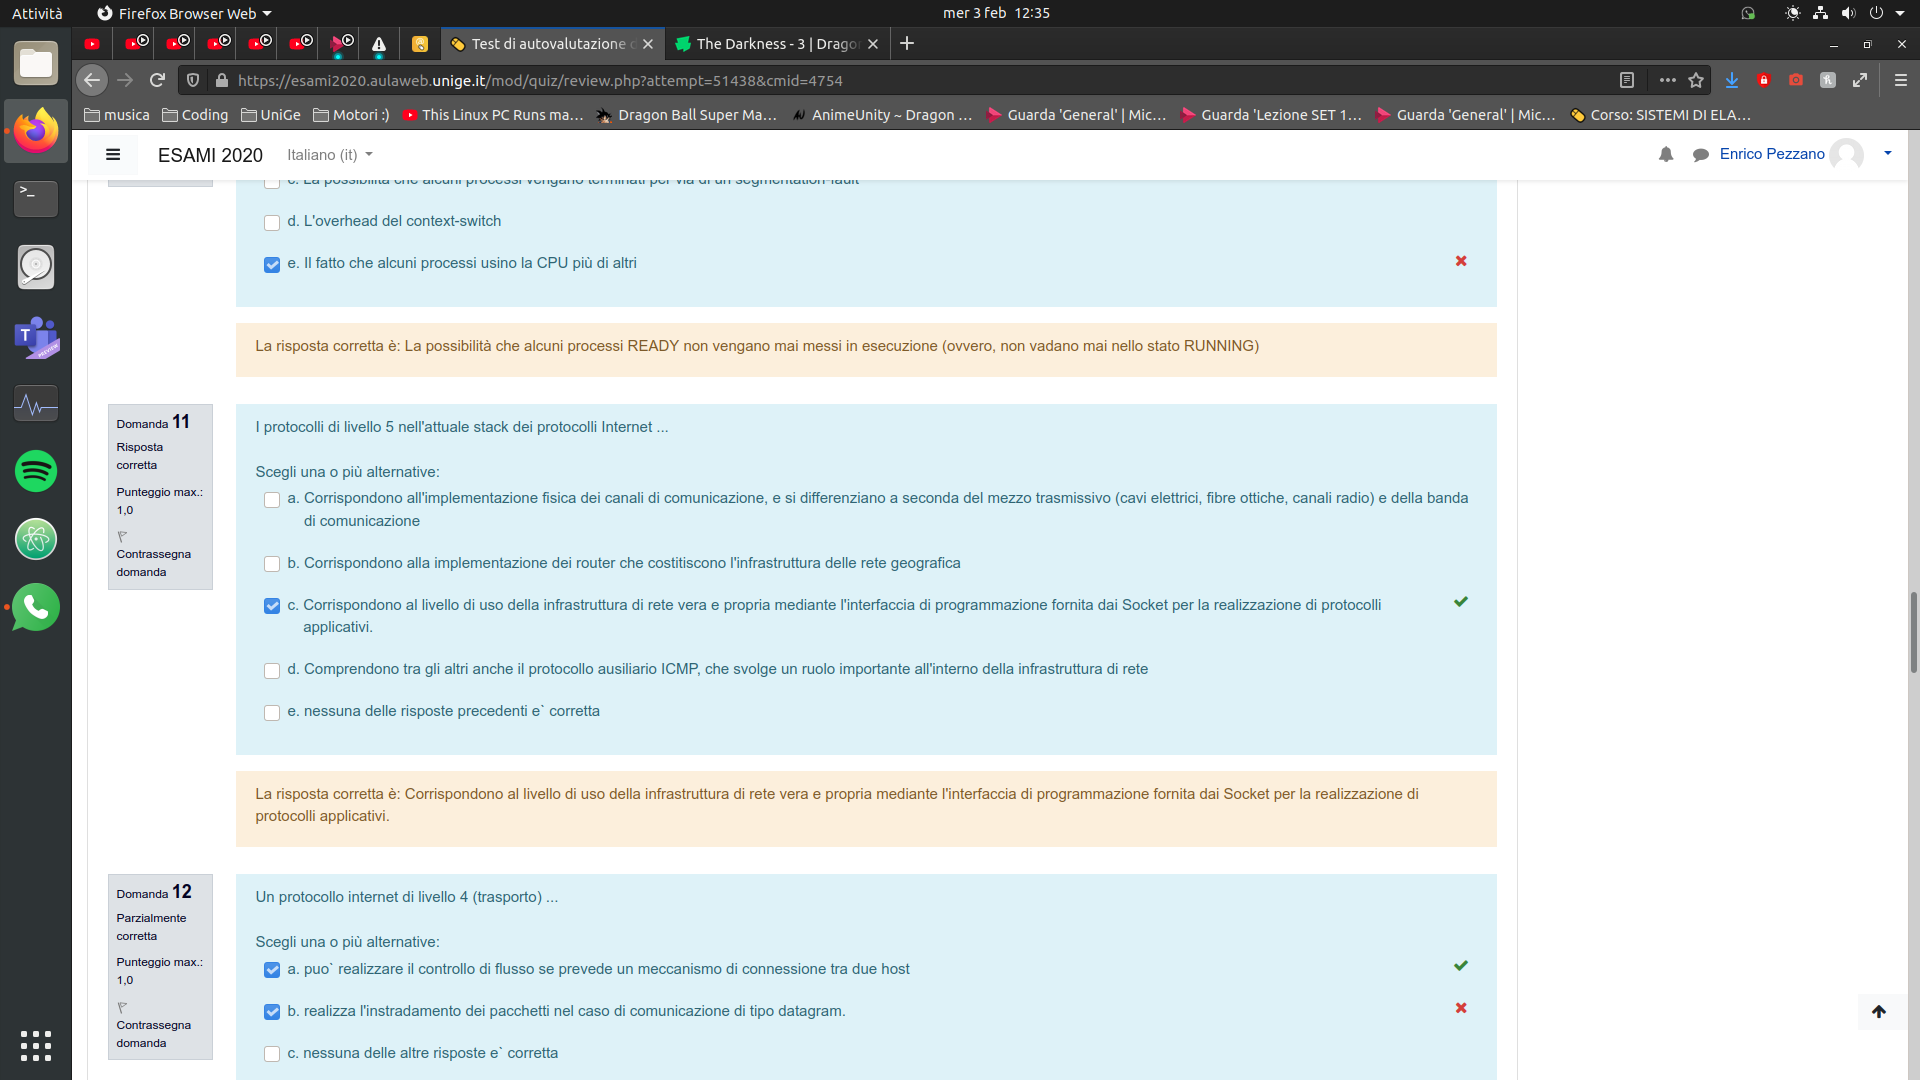 Attività
Firefox Browser Web
mer 3 feb 12:35
Test di autovalutazione
The Darkness - 3 | Drago
https://esami2020.aulaweb.unige.it/mod/quiz/review.php?attempt=51438&cmid=4754
musica
Coding
UniGe
Motori :)
This Linux PC Runs ma…
Dragon Ball Super Ma…
AnimeUnity ~ Dragon …
Guarda 'General' | Mic…
Guarda 'Lezione SET 1…
Guarda 'General' | Mic…
Corso: SISTEMI DI ELA…
ESAMI 2020
Italiano (it)
Enrico Pezzano
c. La possibilità che alcuni processi vengano terminati per via di un segmentation-fault
d. L'overhead del context-switch
e. Il fatto che alcuni processi usino la CPU più di altri
La risposta corretta è: La possibilità che alcuni processi READY non vengano mai messi in esecuzione (ovvero, non vadano mai nello stato RUNNING)
Domanda 11
Risposta
corretta
Punteggio max.:
1,0
Contrassegna
domanda
I protocolli di livello 5 nell'attuale stack dei protocolli Internet ...
Scegli una o più alternative:
a. Corrispondono all'implementazione fisica dei canali di comunicazione, e si differenziano a seconda del mezzo trasmissivo (cavi elettrici, fibre ottiche, canali radio) e della banda
di comunicazione
b. Corrispondono alla implementazione dei router che costitiscono l'infrastruttura delle rete geografica
c. Corrispondono al livello di uso della infrastruttura di rete vera e propria mediante l'interfaccia di programmazione fornita dai Socket per la realizzazione di protocolli
applicativi.
d. Comprendono tra gli altri anche il protocollo ausiliario ICMP, che svolge un ruolo importante all'interno della infrastruttura di rete
e. nessuna delle risposte precedenti e` corretta
La risposta corretta è: Corrispondono al livello di uso della infrastruttura di rete vera e propria mediante l'interfaccia di programmazione fornita dai Socket per la realizzazione di
protocolli applicativi.
Domanda 12
Parzialmente
corretta
Punteggio max.:
1,0
Contrassegna
domanda
Un protocollo internet di livello 4 (trasporto) ...
Scegli una o più alternative:
a. puo` realizzare il controllo di flusso se prevede un meccanismo di connessione tra due host
b. realizza l'instradamento dei pacchetti nel caso di comunicazione di tipo datagram.
c. nessuna delle altre risposte e` corretta